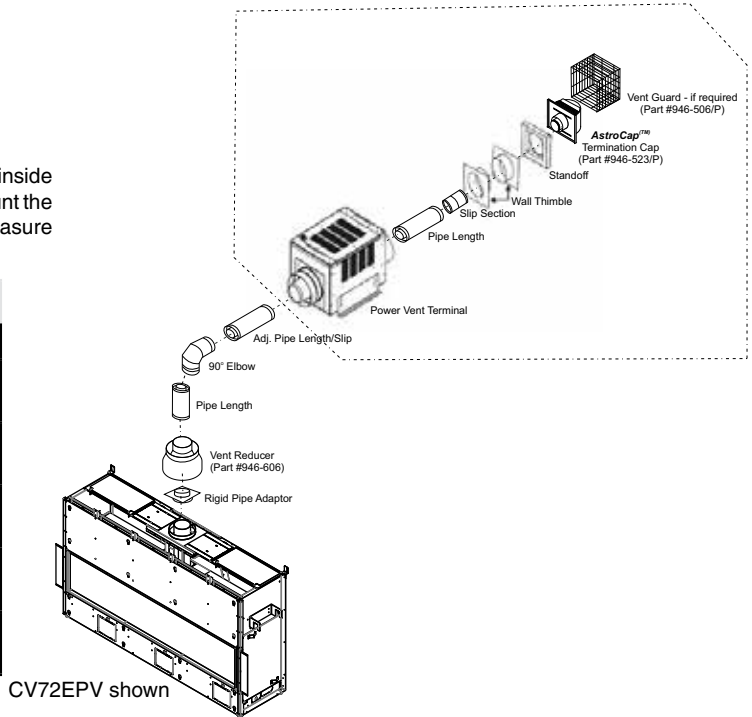 inside
nt the
asure
Vent Guard - if required
(Part #946-506/P)
AstroCap(TM)
Termination Cap
(Part #946-523/P)
Standoff
Wall Thimble
Slip Section
Pipe Length
Power Vent Terminal
Adj. Pipe Length/Slip
90° Elbow
Pipe Length
Vent Reducer
(Part #946-606)
Rigid Pipe Adaptor
CV72EPV shown